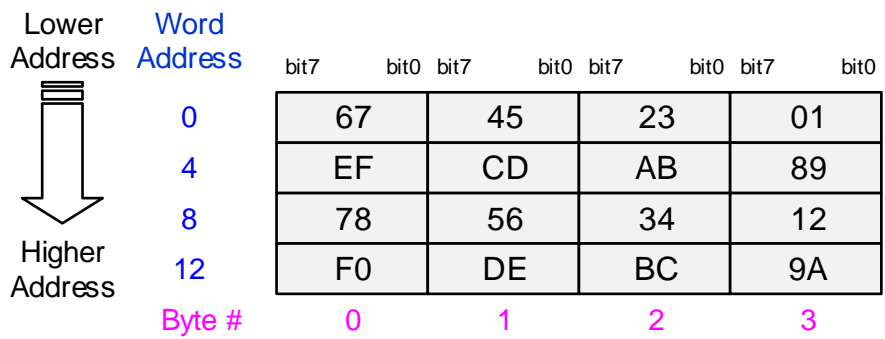 Lower Address
Word Address
bit7 bit0 bit7 bit0 bit7 bit0 bit7 bit0
0 67 45 23 01
4 EF CD AB 89
8 78 56 34 12
Higher Address
12 F0 DE BC 9A
Byte # 0 1 2 3